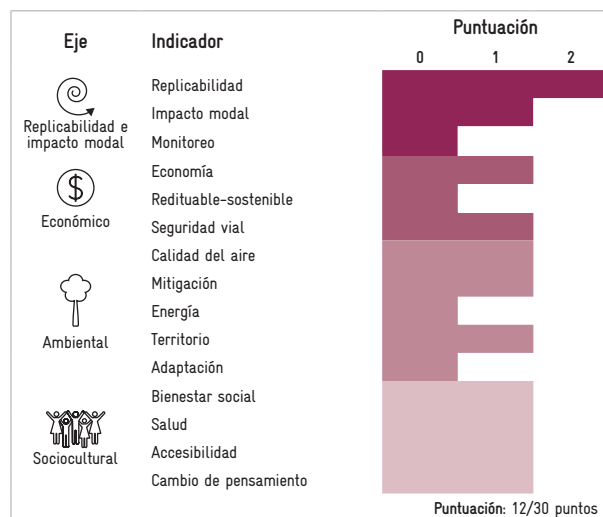 Eje
Indicador
Puntuación
0 1 2
Replicabilidad e
impacto modal
Replicabilidad
Impacto modal
Monitoreo
$
Económico
Economía
Redituable-sostenible
Seguridad vial
Ambiental
Calidad del aire
Mitigación
Energía
Territorio
Adaptación
Sociocultural
Bienestar social
Salud
Accesibilidad
Cambio de pensamiento
Puntuación: 12/30 puntos